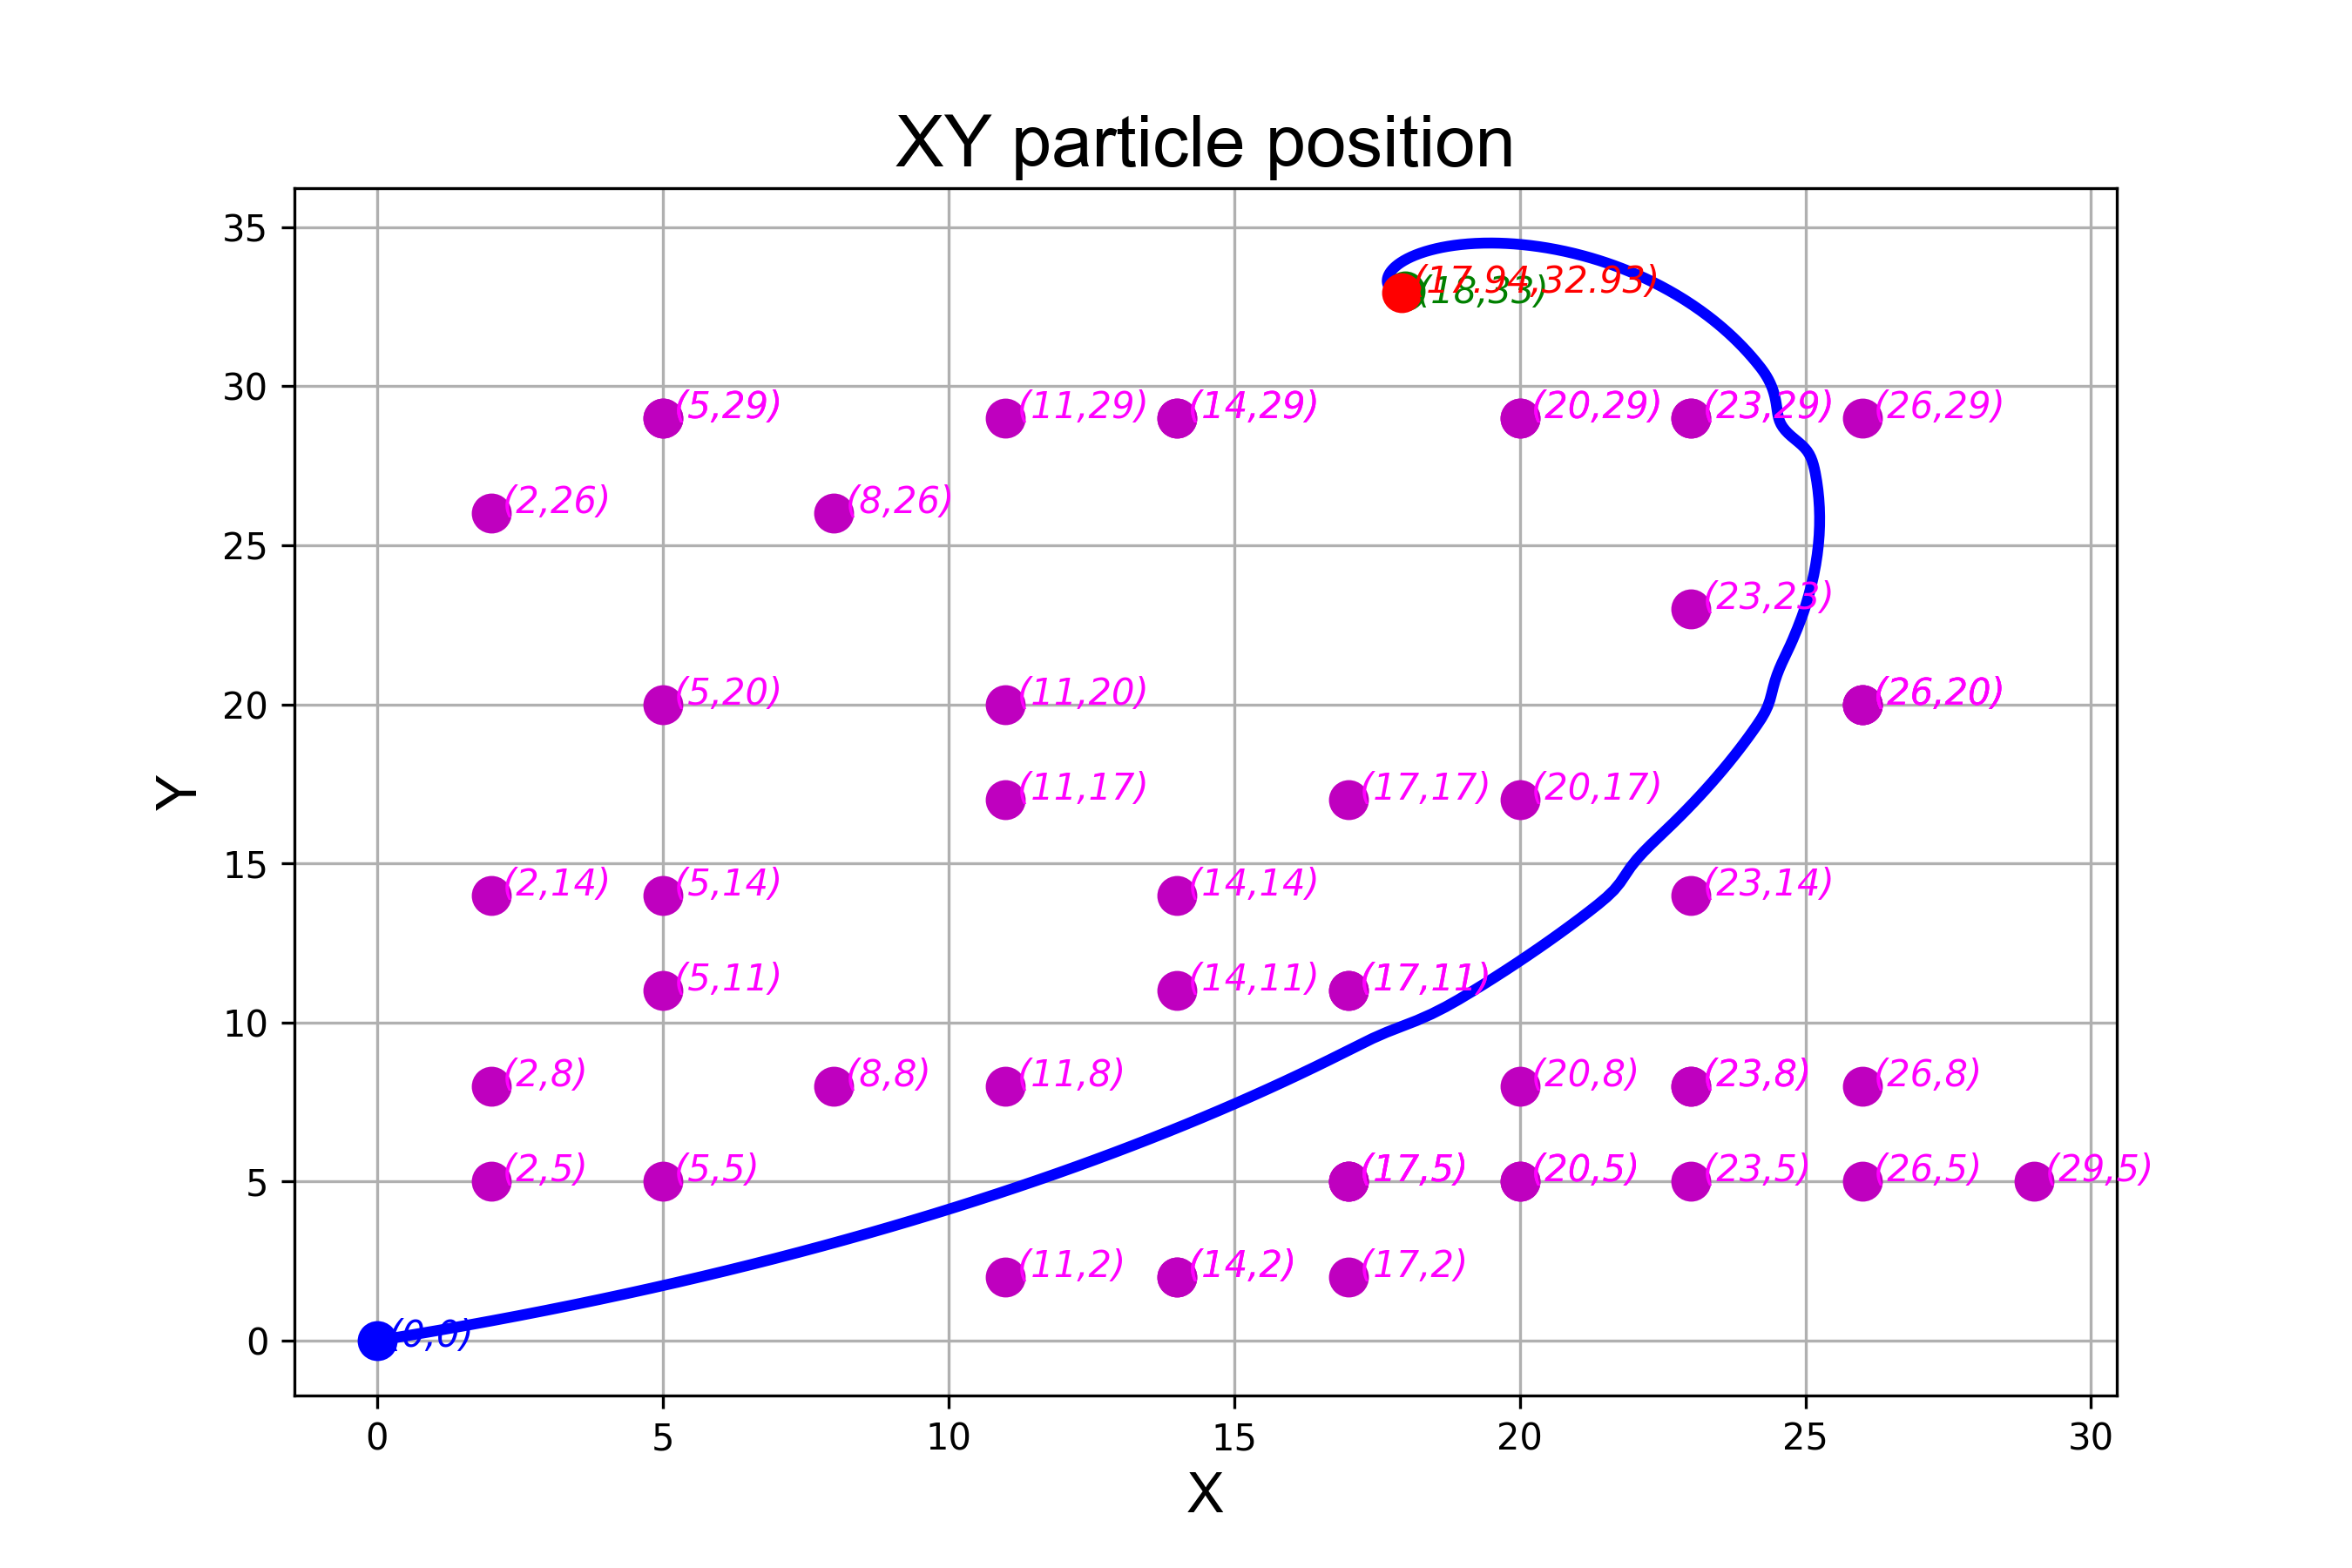 XY particle position
35
(17.94,32.93)
(18,33)
30
(5,29) (11,29) (14,29) (20,29) (23,29) (26,29)
(2,26) (8,26)
25
(23,23)
20
(5,20) (11,20) (26,20)
(11,17) (17,17) (20,17)
15
(2,14) (5,14) (14,14) (23,14)
(5,11) (14,11) (17,11)
10
(2,8) (8,8) (11,8) (20,8) (23,8) (26,8)
5
(2,5) (5,5) (17,5) (20,5) (23,5) (26,5) (29,5)
(11,2) (14,2) (17,2)
0
(0,0)
0 5 10 15 20 25 30
X
Y